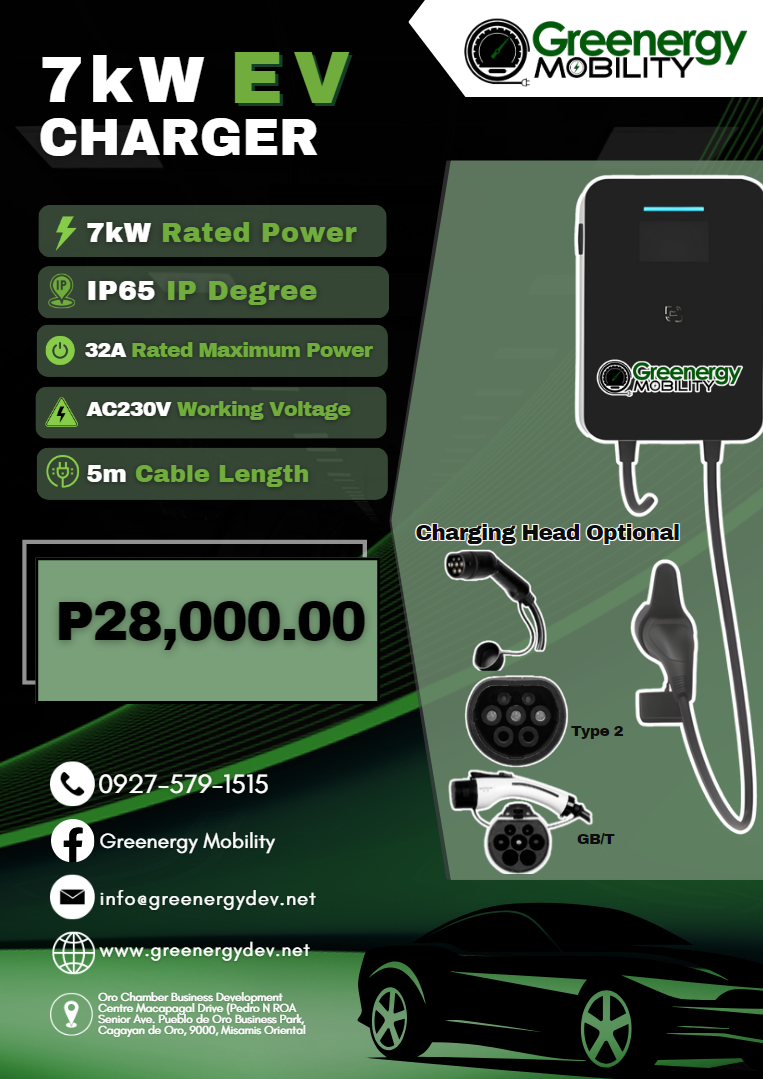 Greenergy
MOBILITY
7kW EV
CHARGER
7kW Rated Power
IP
IP65 IP Degree
32A Rated Maximum Power
AC230V Working Voltage
5m Cable Length
Greenergy
MOBILITY
Charging Head Optional
P28,000.00
Type 2
GB/T
0927-579-1515
Greenergy Mobility
info@greenergydev.net
www.greenergydev.net
Oro Chamber Business Development
Centre Macapagal Drive (Pedro N ROA
Senior Ave. Pueblo de Oro Business Park,
Cagayan de Oro, 9000, Misamis Oriental